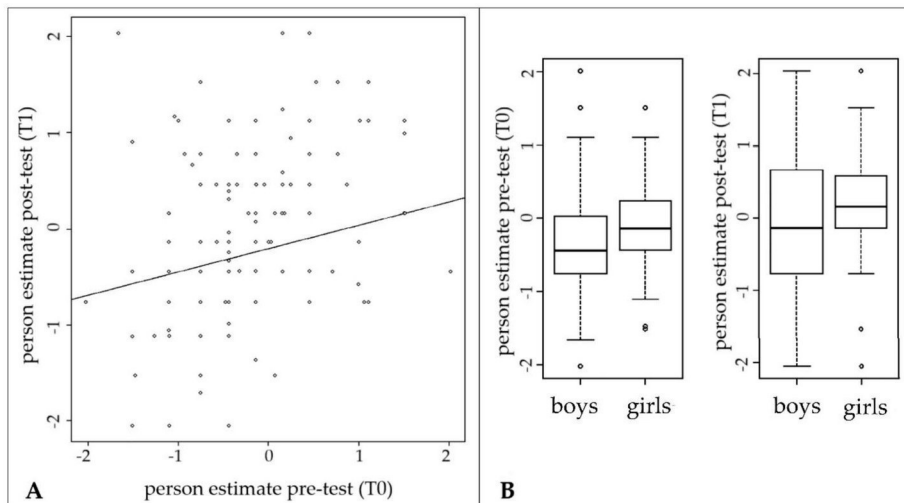 person estimate post-test (T1)
2
1
0
-1
-2
-2
-1
0
1
2
person estimate pre-test (T0)
A
person estimate pre-test (T0)
2
1
0
-1
-2
boys
girls
person estimate post-test (T1)
2
1
0
-1
-2
boys
girls
B